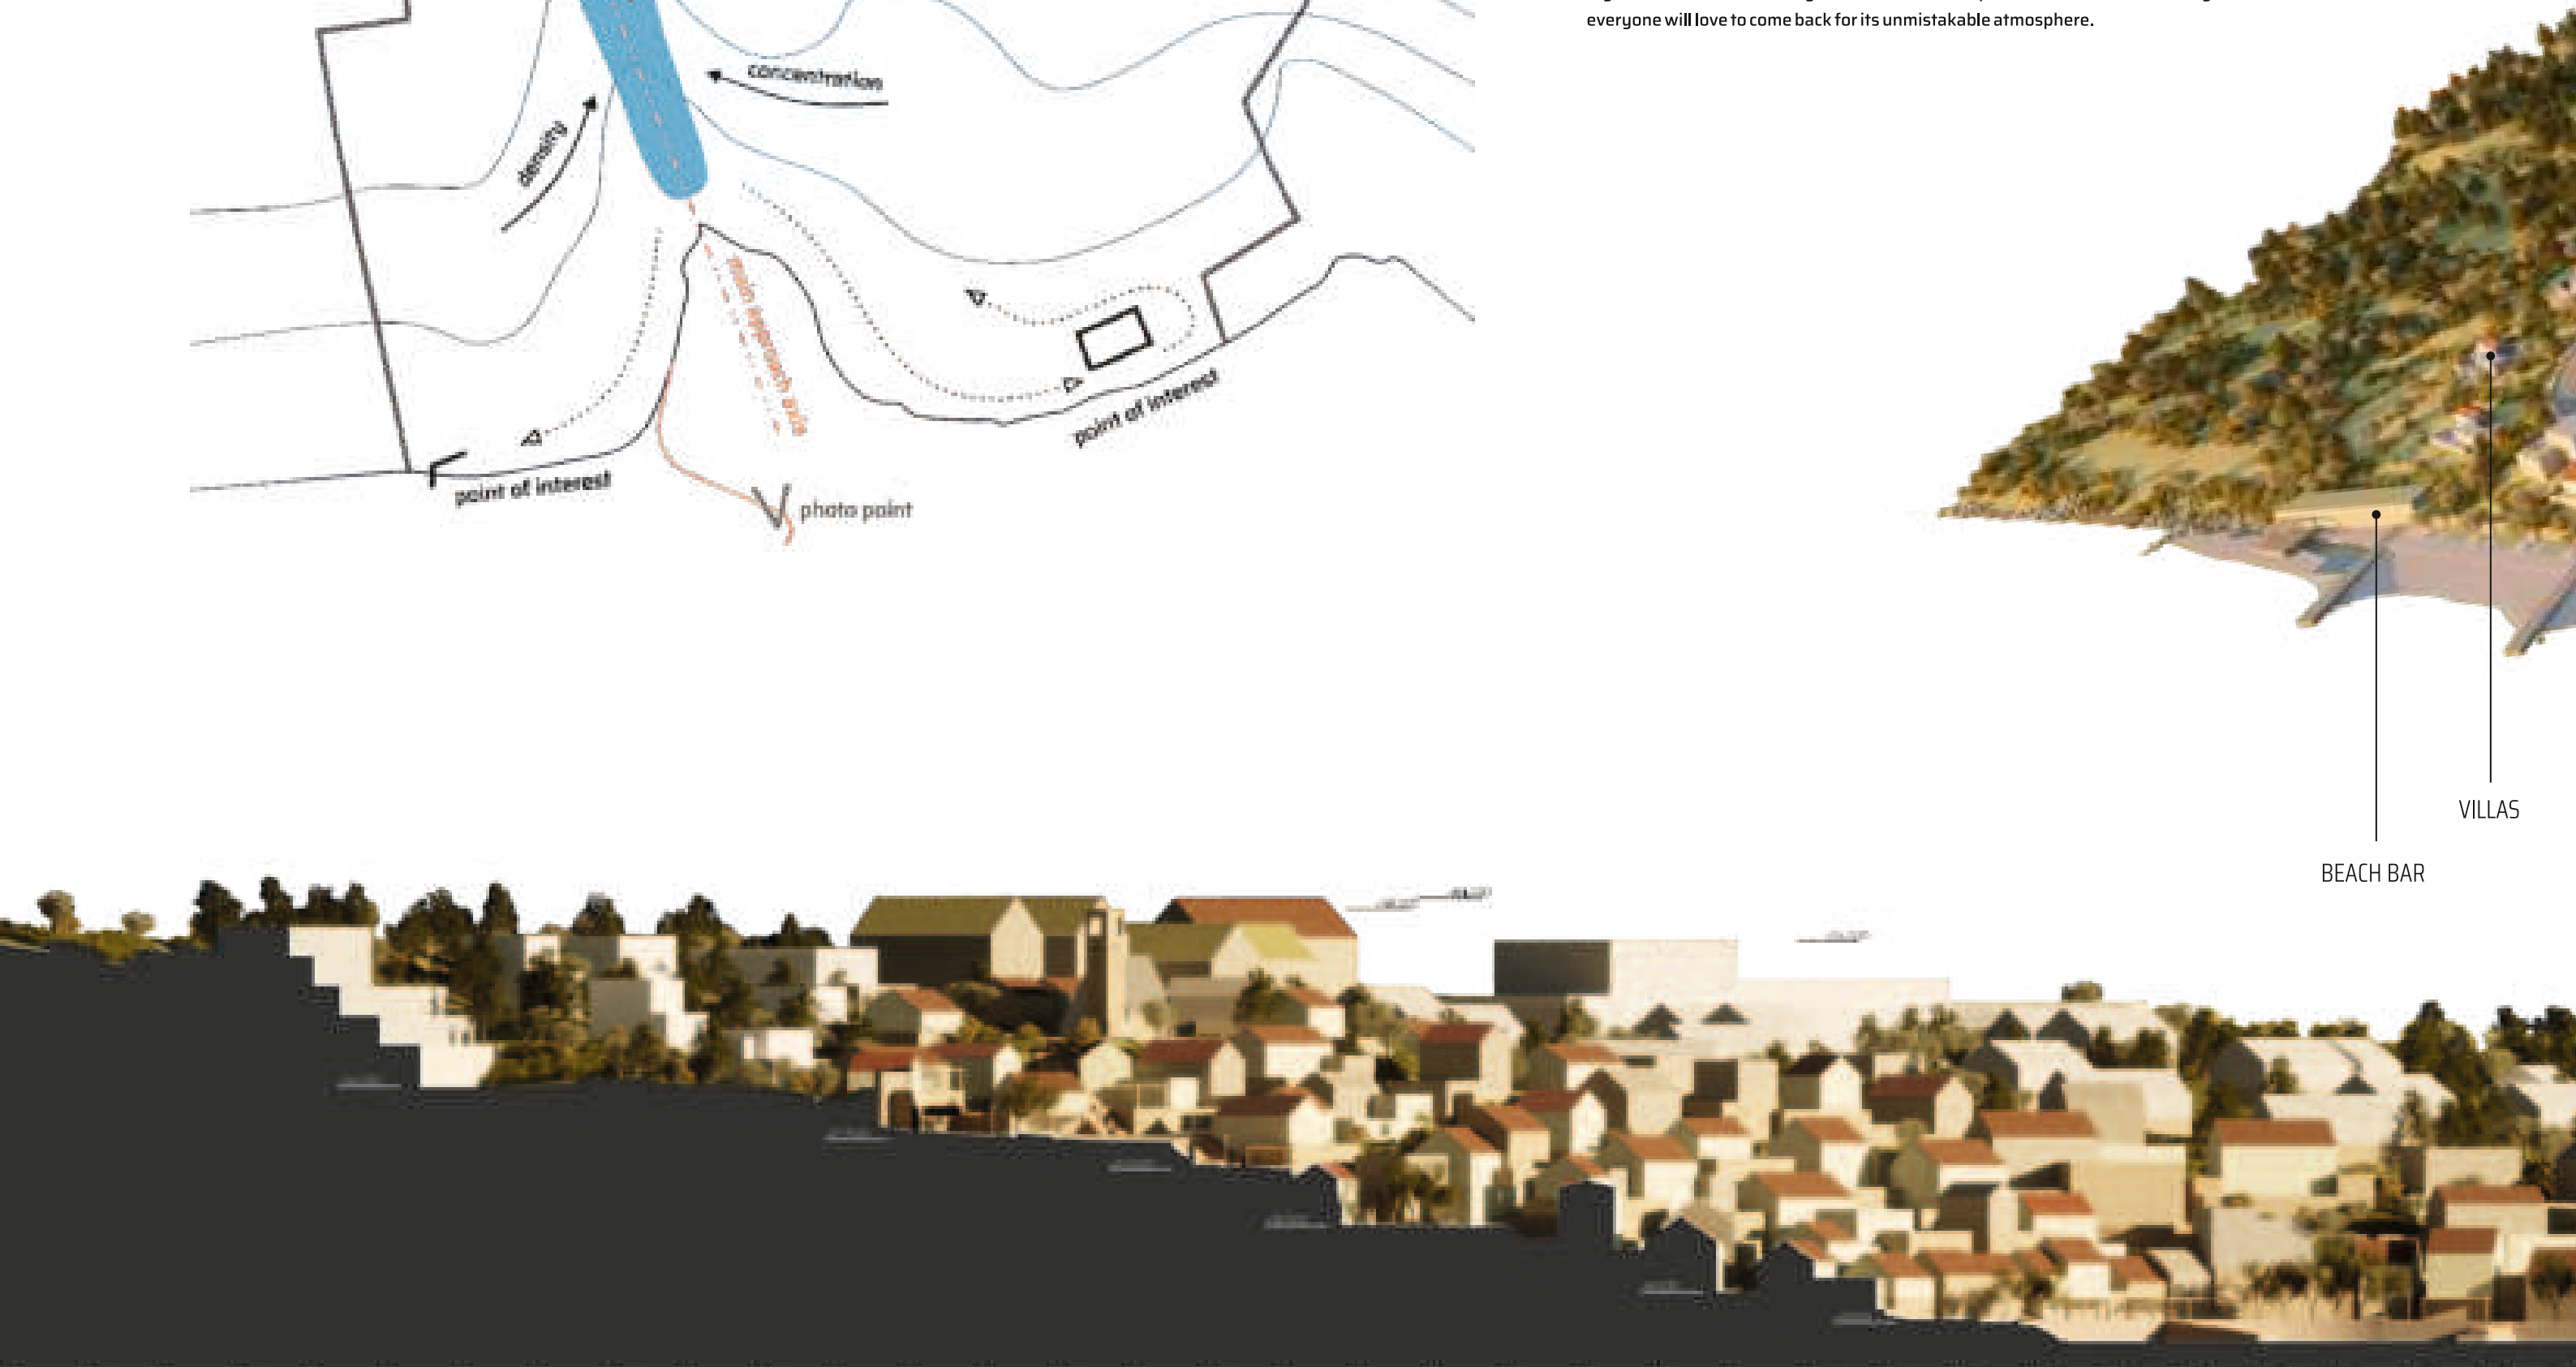 everyone will love to come back for its unmistakable atmosphere.
concentration
density
main approach axis
point of interest
point of interest
photo point
VILLAS
BEACH BAR